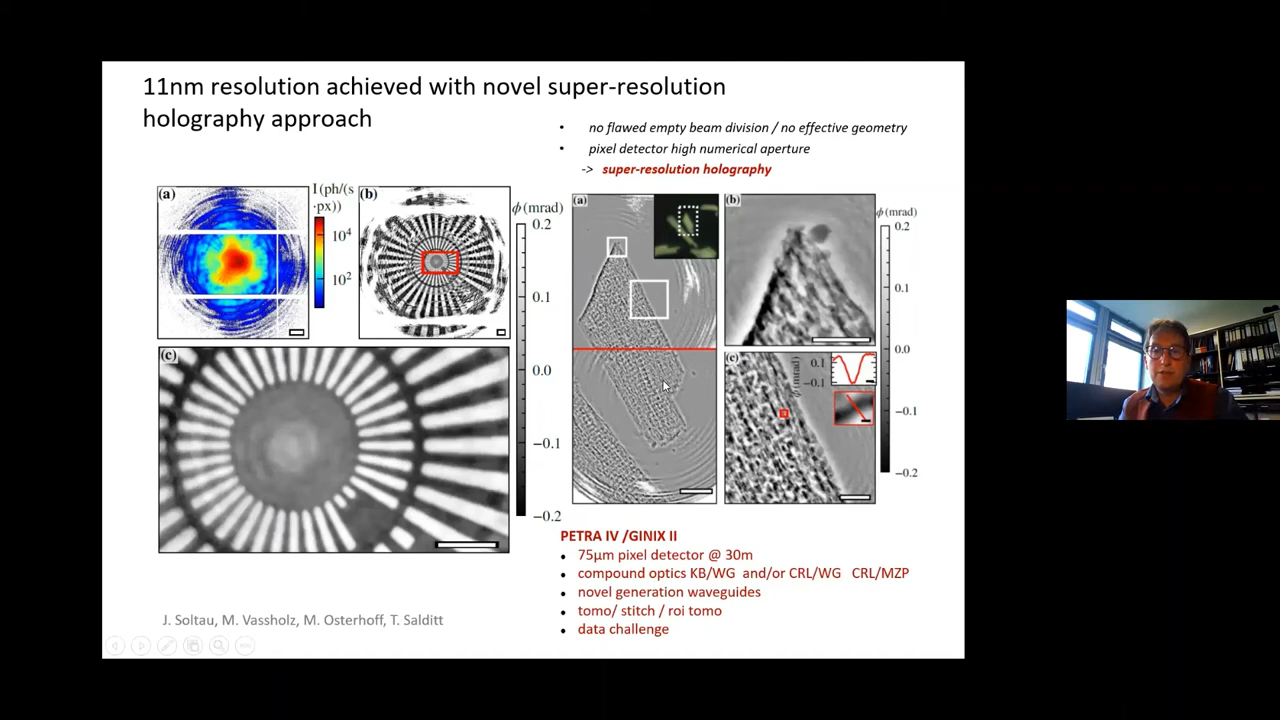 11nm resolution achieved with novel super-resolution
holography approach
• no flawed empty beam division / no effective geometry
• pixel detector high numerical aperture
-> super-resolution holography
(a)
I(ph/(s
·px))
10⁴
10²
(b)
ϕ(mrad)
0.2
0.1
0.0
−0.1
−0.2
(c)
(a)
(b)
ϕ(mrad)
0.2
0.1
0.0
−0.1
−0.2
(c)
ϕ(mrad)
0.1
−0.1
PETRA IV /GINIX II
• 75µm pixel detector @ 30m
• compound optics KB/WG and/or CRL/WG CRL/MZP
• novel generation waveguides
• tomo/ stitch / roi tomo
• data challenge
J. Soltau, M. Vassholz, M. Osterhoff, T. Salditt